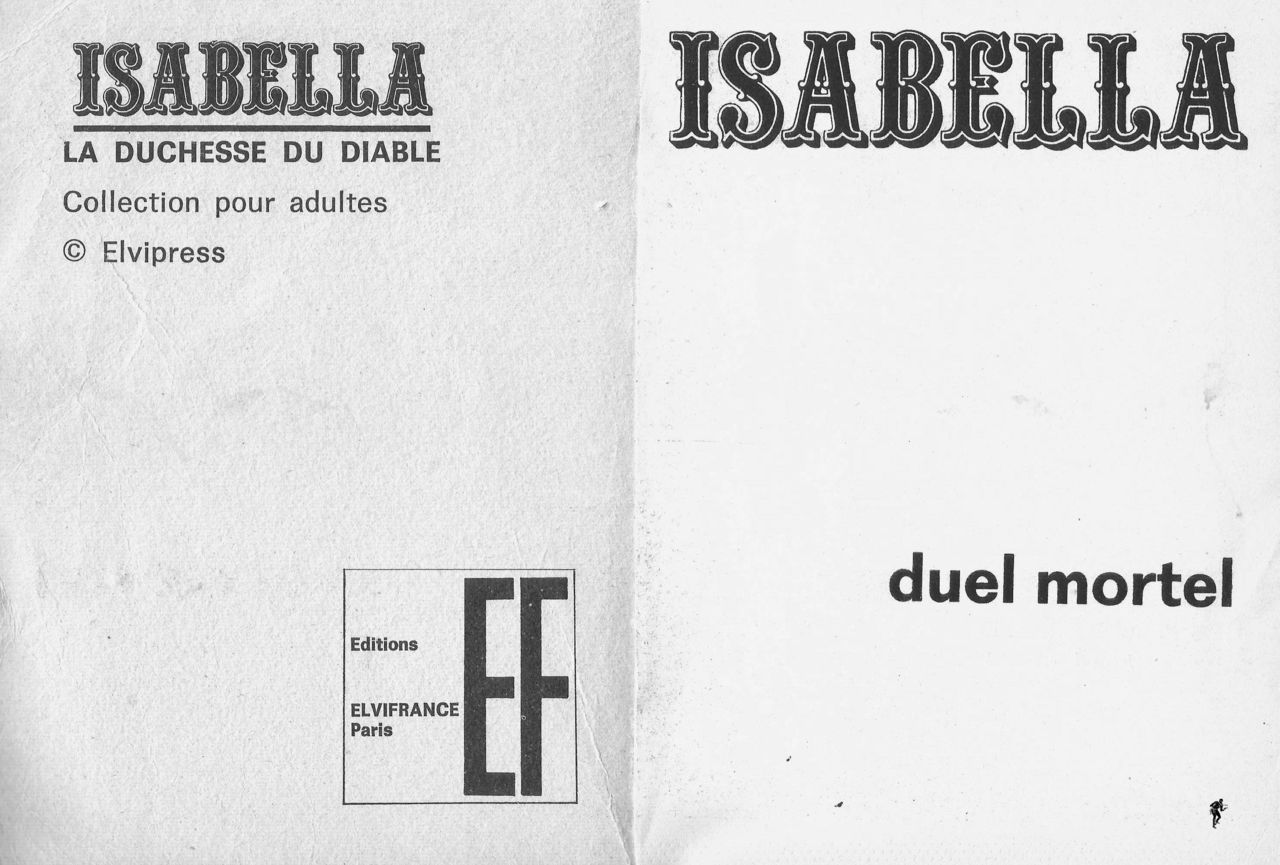 ISABELLA
LA DUCHESSE DU DIABLE
Collection pour adultes
© Elvipress
Editions
ELVIFRANCE
Paris
EF
ISABELLA
duel mortel